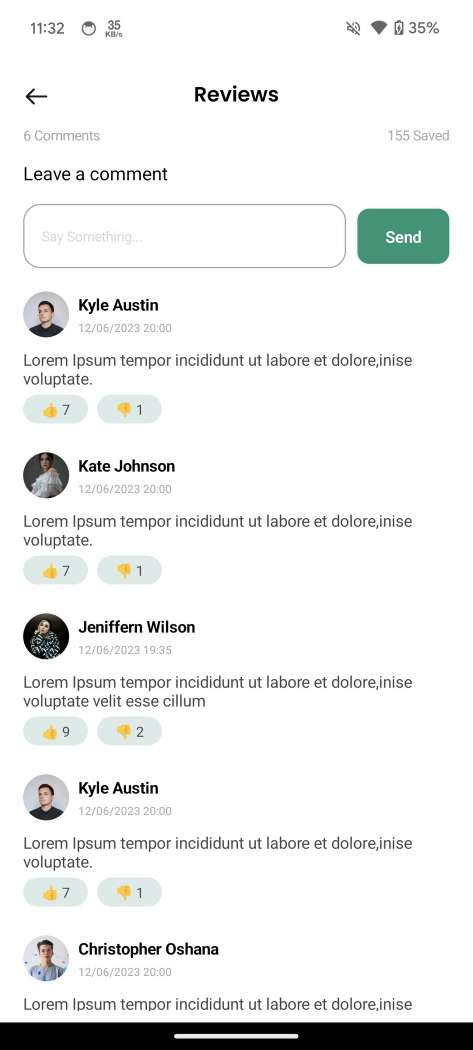 11:32 35 KB/s 35%
Reviews
6 Comments 155 Saved
Leave a comment
Say Something...
Send
Kyle Austin
12/06/2023 20:00
Lorem Ipsum tempor incididunt ut labore et dolore,inise
voluptate.
👍 7 👎 1
Kate Johnson
12/06/2023 20:00
Lorem Ipsum tempor incididunt ut labore et dolore,inise
voluptate.
👍 7 👎 1
Jeniffern Wilson
12/06/2023 19:35
Lorem Ipsum tempor incididunt ut labore et dolore,inise
voluptate velit esse cillum
👍 9 👎 2
Kyle Austin
12/06/2023 20:00
Lorem Ipsum tempor incididunt ut labore et dolore,inise
voluptate.
👍 7 👎 1
Christopher Oshana
12/06/2023 20:00
Lorem Ipsum tempor incididunt ut labore et dolore,inise